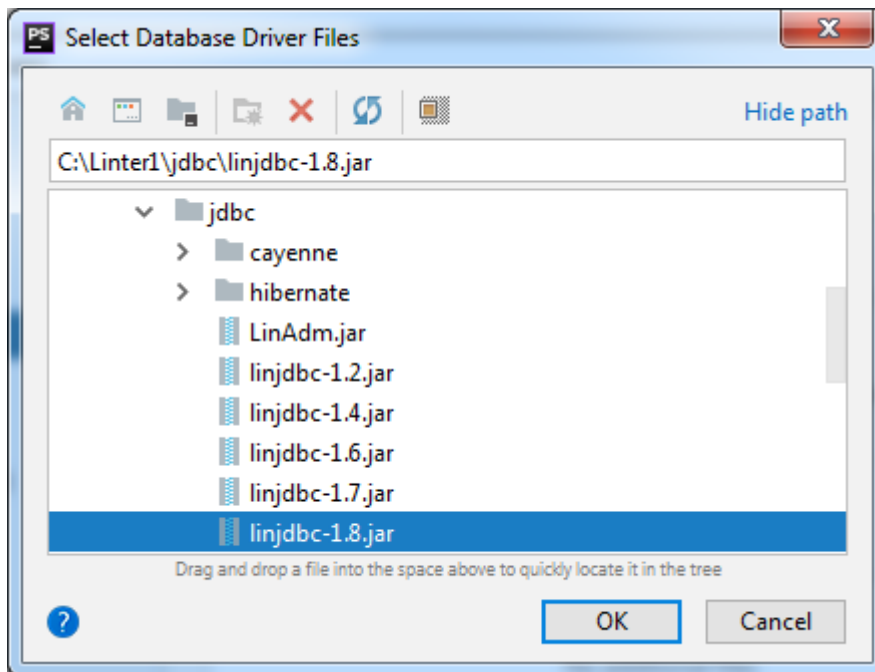 PS Select Database Driver Files
Hide path
C:\Linter1\jdbc\linjdbc-1.8.jar
jdbc
cayenne
hibernate
LinAdm.jar
linjdbc-1.2.jar
linjdbc-1.4.jar
linjdbc-1.6.jar
linjdbc-1.7.jar
linjdbc-1.8.jar
Drag and drop a file into the space above to quickly locate it in the tree
? OK Cancel